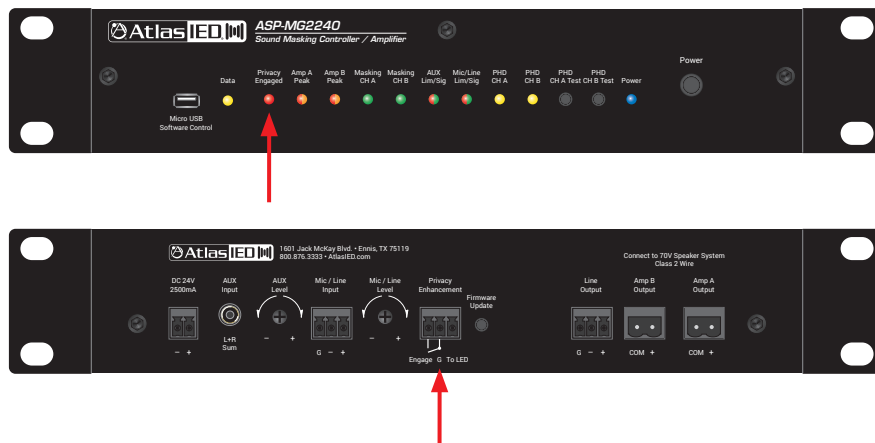 AtlasIED
ASP-MG2240
Sound Masking Controller / Amplifier
Power
Data
Privacy
Engaged
Amp A
Peak
Amp B
Peak
Masking
CH A
Masking
CH B
AUX
Lim/Sig
Mic/Line
Lim/Sig
PHD
CH A
PHD
CH B
PHD
CH A Test
PHD
CH B Test
Power
Micro USB
Software Control
AtlasIED
1601 Jack McKay Blvd. • Ennis, TX 75119
800.876.3333 • AtlasIED.com
Connect to 70V Speaker System
Class 2 Wire
DC 24V
2500mA
AUX
Input
AUX
Level
Mic / Line
Input
Mic / Line
Level
Privacy
Enhancement
Firmware
Update
Line
Output
Amp B
Output
Amp A
Output
− +
L+R
Sum
− +
G − +
− +
Engage G To LED
G − +
COM +
COM +